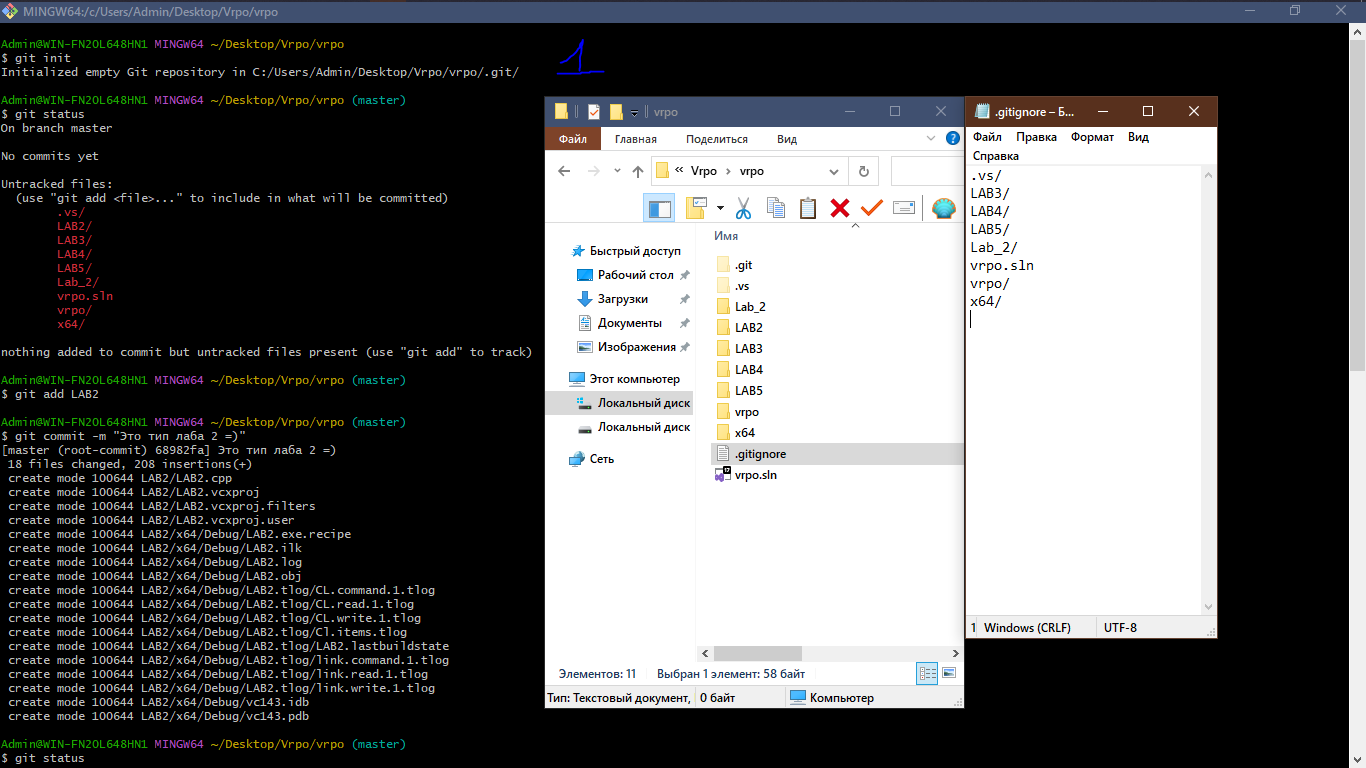 MINGW64:/c/Users/Admin/Desktop/Vrpo/vrpo
Admin@WIN-FN2OL648HN1 MINGW64 ~/Desktop/Vrpo/vrpo
$ git init
Initialized empty Git repository in C:/Users/Admin/Desktop/Vrpo/vrpo/.git/
Admin@WIN-FN2OL648HN1 MINGW64 ~/Desktop/Vrpo/vrpo (master)
$ git status
On branch master
No commits yet
Untracked files:
(use "git add <file>..." to include in what will be committed)
.vs/
LAB2/
LAB3/
LAB4/
LAB5/
Lab_2/
vrpo.sln
vrpo/
x64/
nothing added to commit but untracked files present (use "git add" to track)
Admin@WIN-FN2OL648HN1 MINGW64 ~/Desktop/Vrpo/vrpo (master)
$ git add LAB2
Admin@WIN-FN2OL648HN1 MINGW64 ~/Desktop/Vrpo/vrpo (master)
$ git commit -m "Это тип лаба 2 =)"
[master (root-commit) 68982fa] Это тип лаба 2 =)
18 files changed, 208 insertions(+)
create mode 100644 LAB2/LAB2.cpp
create mode 100644 LAB2/LAB2.vcxproj
create mode 100644 LAB2/LAB2.vcxproj.filters
create mode 100644 LAB2/LAB2.vcxproj.user
create mode 100644 LAB2/x64/Debug/LAB2.exe.recipe
create mode 100644 LAB2/x64/Debug/LAB2.ilk
create mode 100644 LAB2/x64/Debug/LAB2.log
create mode 100644 LAB2/x64/Debug/LAB2.obj
create mode 100644 LAB2/x64/Debug/LAB2.tlog/CL.command.1.tlog
create mode 100644 LAB2/x64/Debug/LAB2.tlog/CL.read.1.tlog
create mode 100644 LAB2/x64/Debug/LAB2.tlog/CL.write.1.tlog
create mode 100644 LAB2/x64/Debug/LAB2.tlog/Cl.items.tlog
create mode 100644 LAB2/x64/Debug/LAB2.tlog/LAB2.lastbuildstate
create mode 100644 LAB2/x64/Debug/LAB2.tlog/link.command.1.tlog
create mode 100644 LAB2/x64/Debug/LAB2.tlog/link.read.1.tlog
create mode 100644 LAB2/x64/Debug/LAB2.tlog/link.write.1.tlog
create mode 100644 LAB2/x64/Debug/vc143.idb
create mode 100644 LAB2/x64/Debug/vc143.pdb
Admin@WIN-FN2OL648HN1 MINGW64 ~/Desktop/Vrpo/vrpo (master)
$ git status
1
vrpo
Файл Главная Поделиться Вид
« Vrpo › vrpo
Имя
Быстрый доступ
Рабочий стол
Загрузки
Документы
Изображения
Этот компьютер
Локальный диск
Локальный диск
Сеть
.git
.vs
Lab_2
LAB2
LAB3
LAB4
LAB5
vrpo
x64
.gitignore
vrpo.sln
Элементов: 11 Выбран 1 элемент: 58 байт
Тип: Текстовый документ, 0 байт Компьютер
.gitignore – Б...
Файл Правка Формат Вид
Справка
.vs/
LAB3/
LAB4/
LAB5/
Lab_2/
vrpo.sln
vrpo/
x64/
1 Windows (CRLF) UTF-8